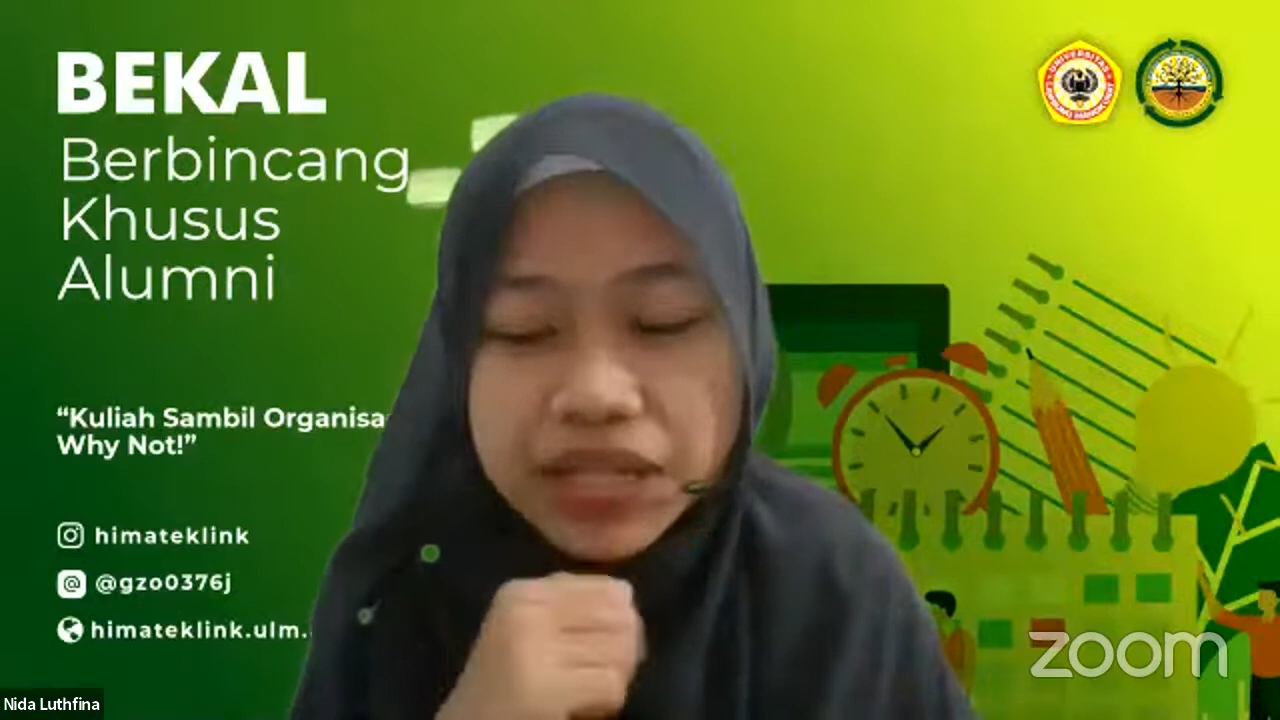 BEKAL
Berbincang
Khusus
Alumni
“Kuliah Sambil Organisa
Why Not!”
himateklink
@gzo0376j
himateklink.ulm.
zoom
Nida Luthfina